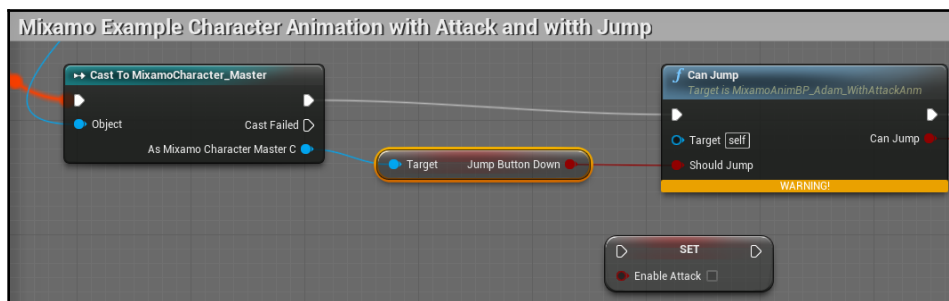 Mixamo Example Character Animation with Attack and witth Jump
Cast To MixamoCharacter_Master
Object
Cast Failed
As Mixamo Character Master C
Target
Jump Button Down
f Can Jump
Target is MixamoAnimBP_Adam_WithAttackAnm
Target self
Can Jump
Should Jump
WARNING!
SET
Enable Attack